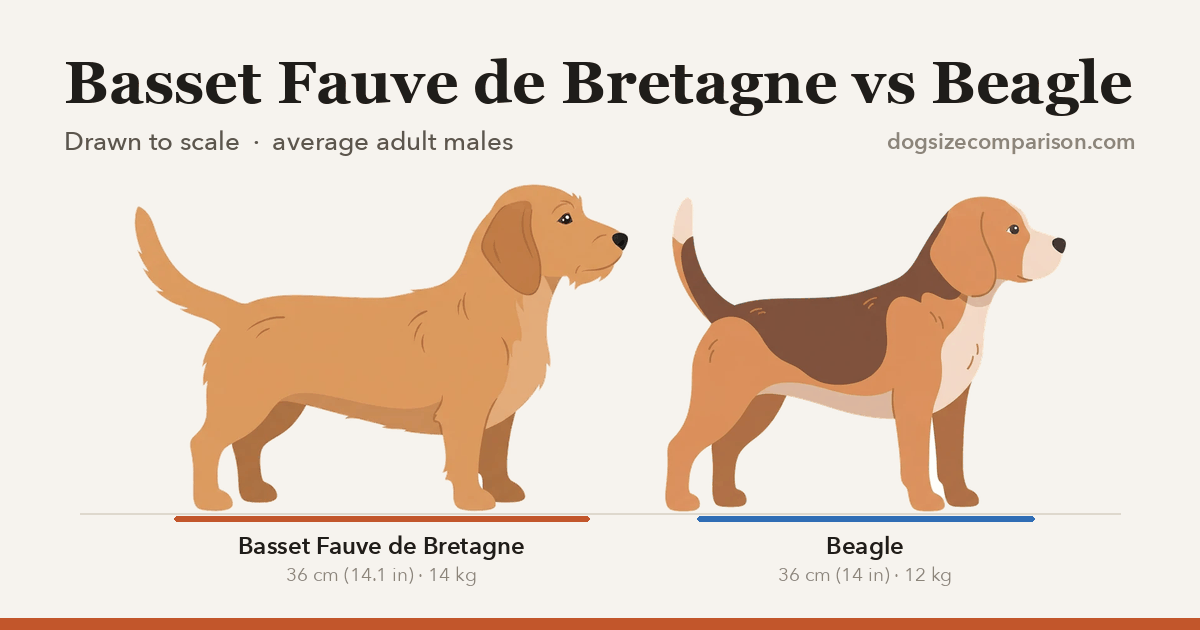 Basset Fauve de Bretagne vs Beagle
Drawn to scale · average adult males
dogsizecomparison.com
Basset Fauve de Bretagne
36 cm (14.1 in) · 14 kg
Beagle
36 cm (14 in) · 12 kg